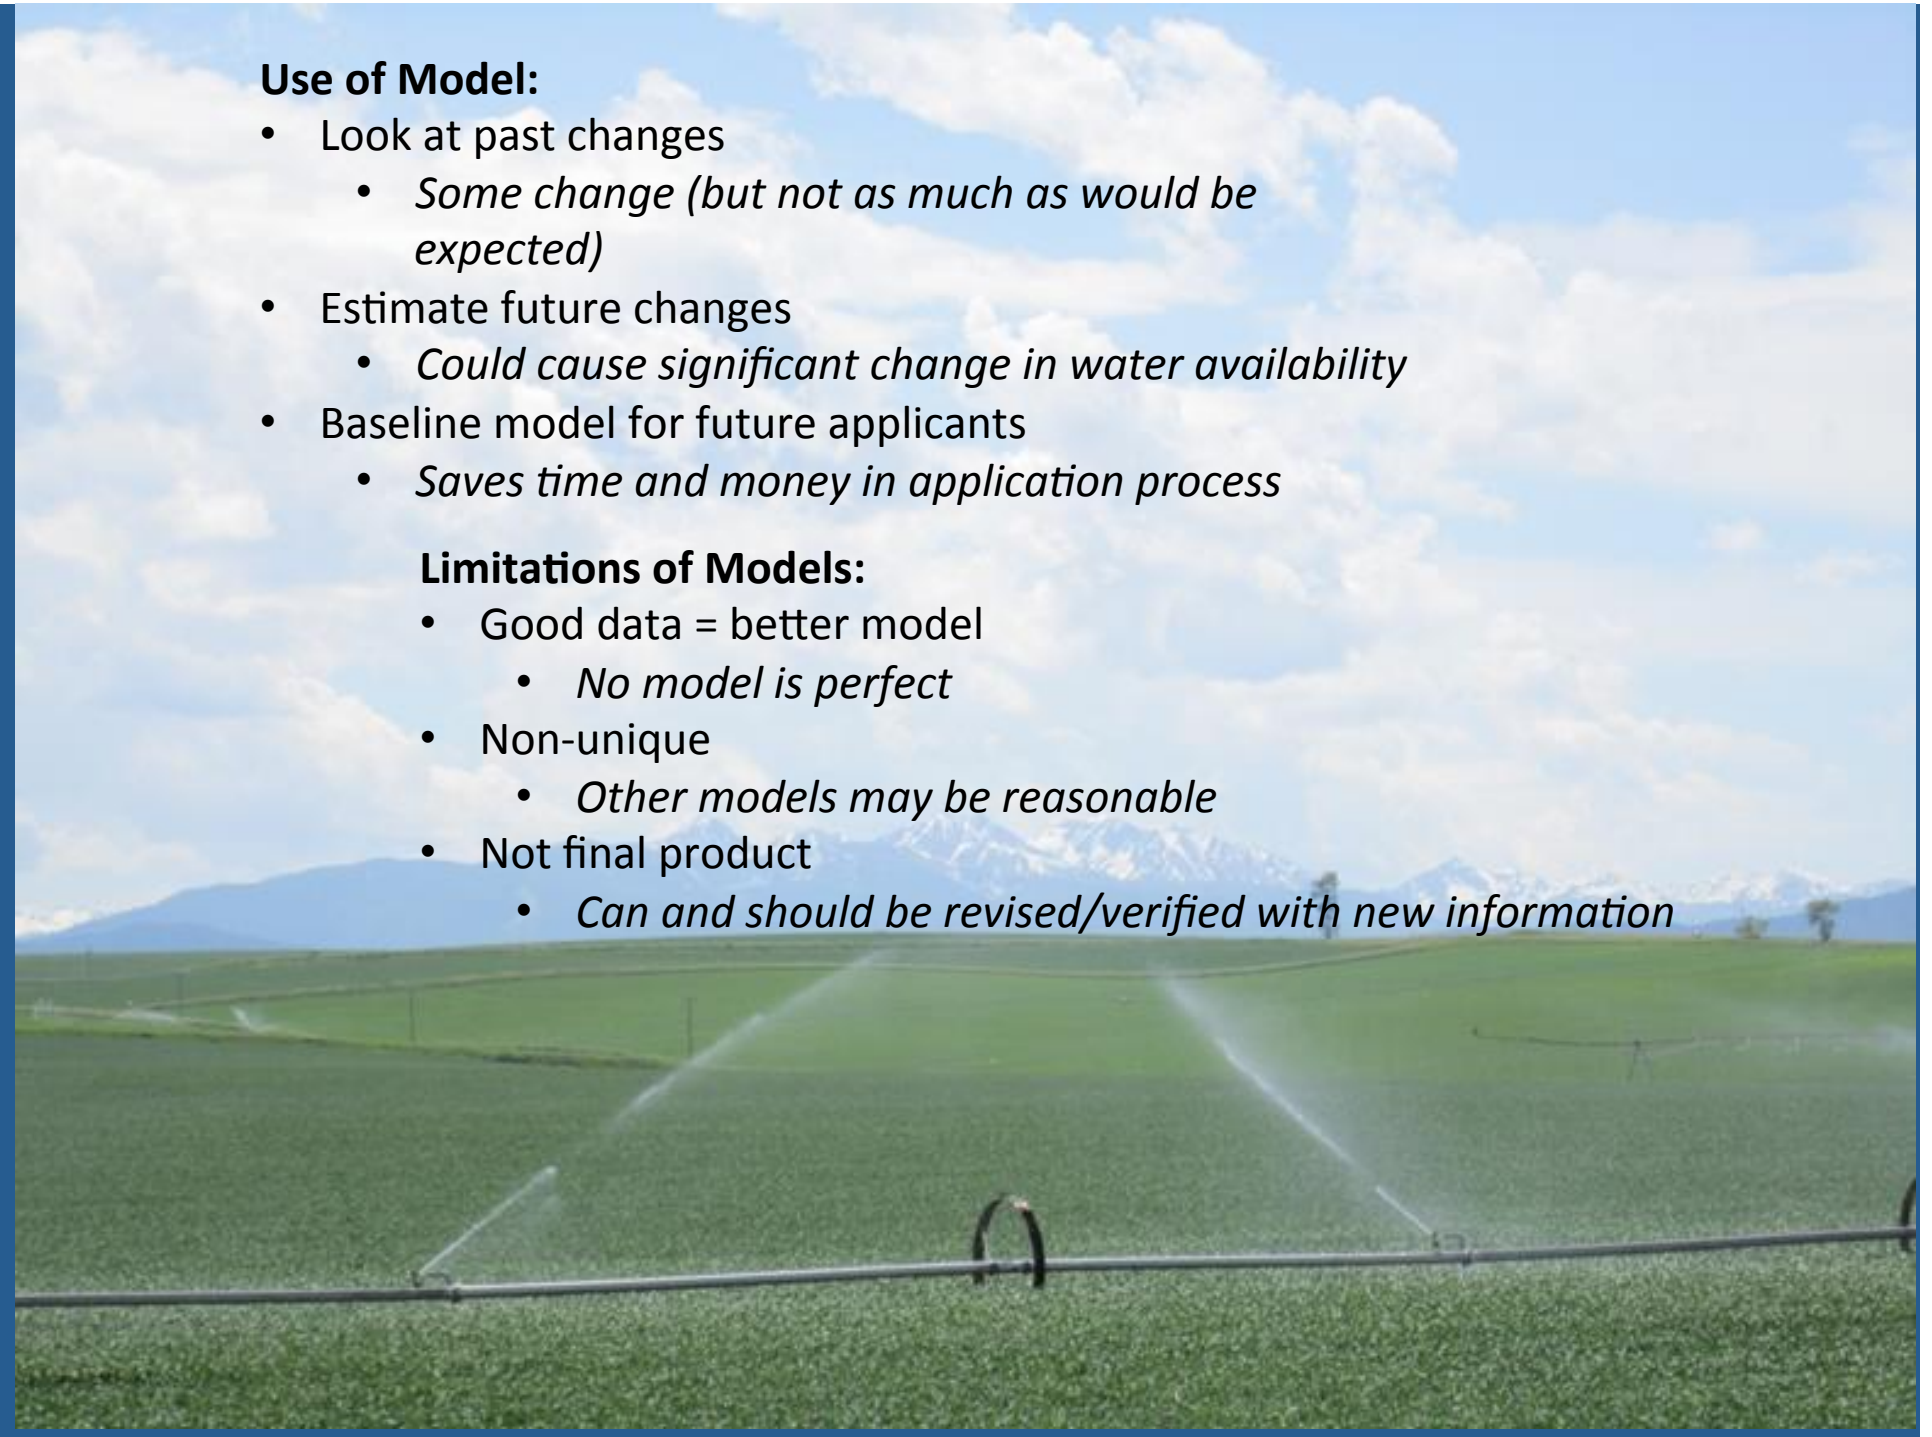 Use of Model:
• Look at past changes
• Some change (but not as much as would be
expected)
• Estimate future changes
• Could cause significant change in water availability
• Baseline model for future applicants
• Saves time and money in application process
Limitations of Models:
• Good data = better model
• No model is perfect
• Non-unique
• Other models may be reasonable
• Not final product
• Can and should be revised/verified with new information